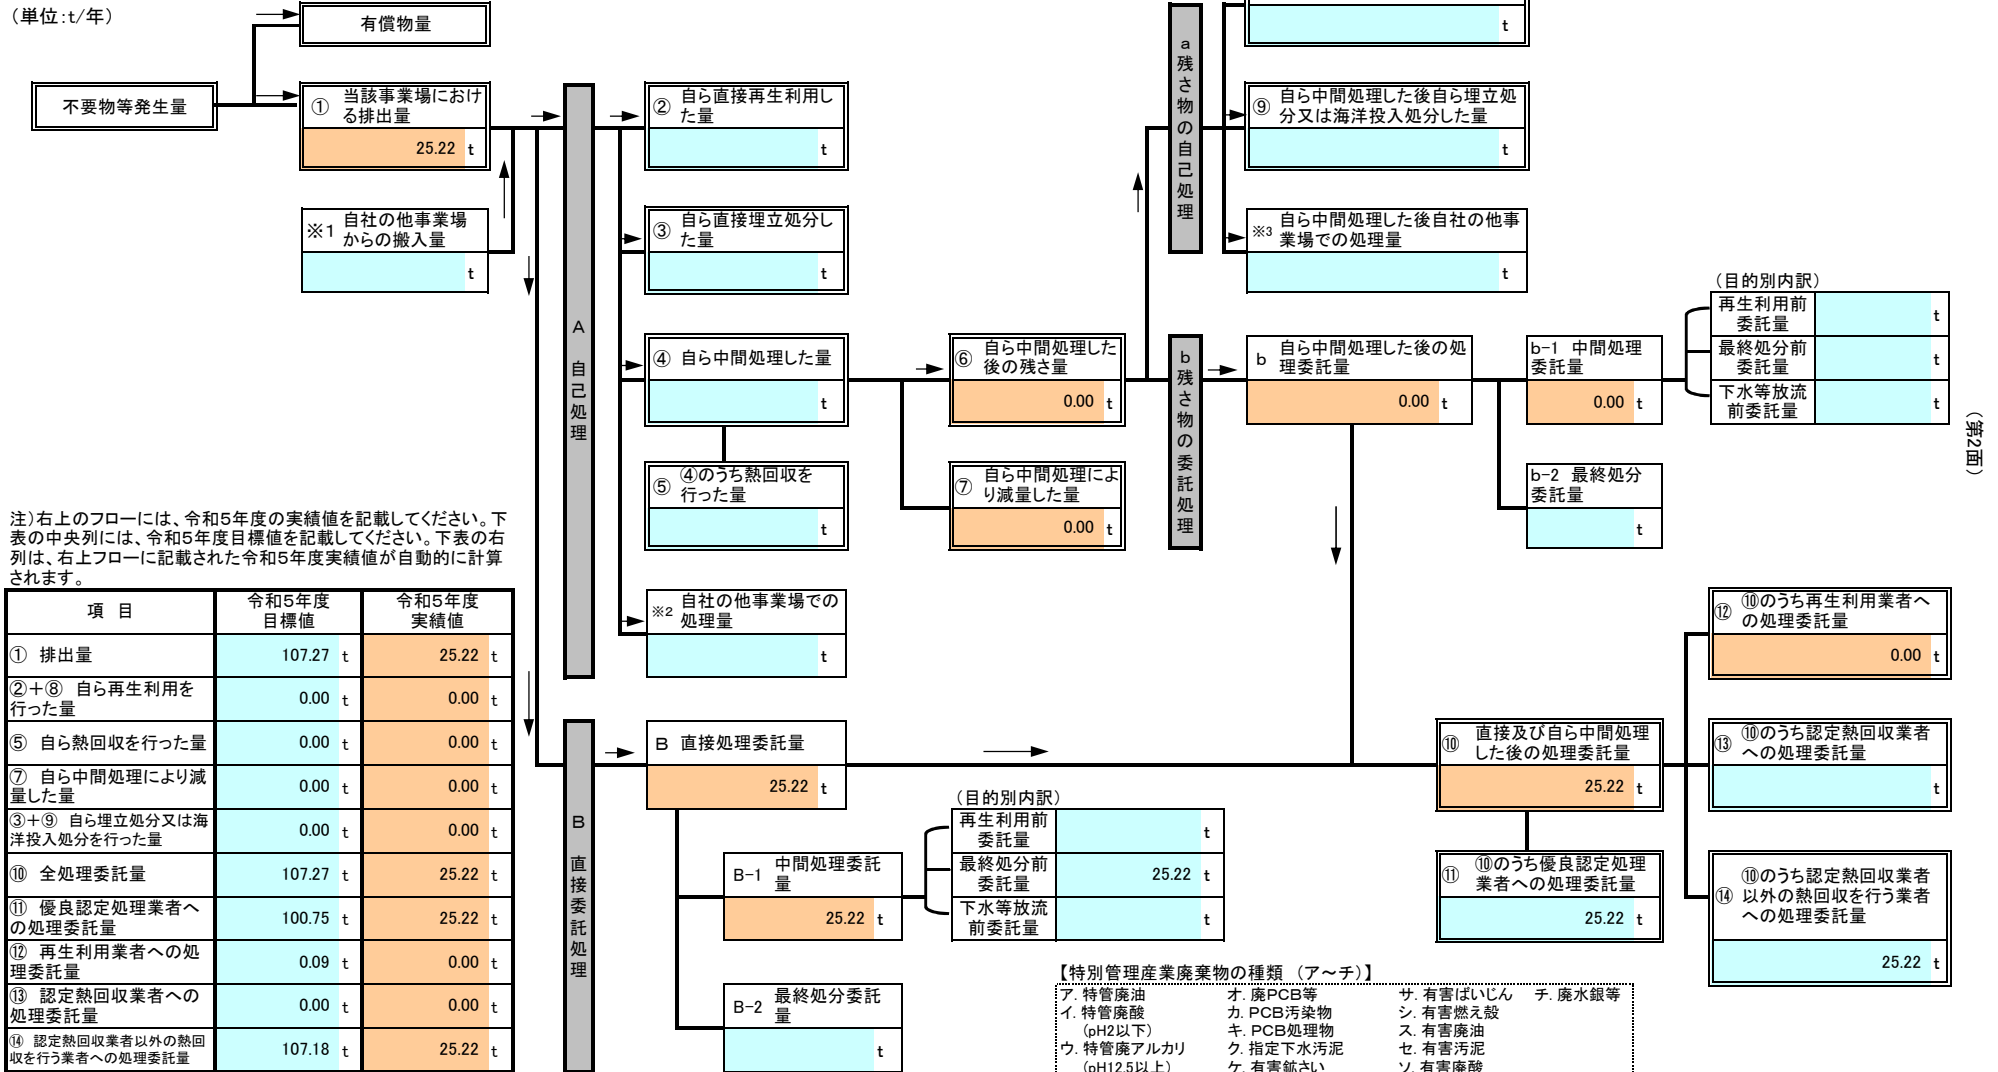 （単位：t/年）
有償物量
t
不要物等発生量
① 当該事業場におけ
る排出量
25.22 t
※1 自社の他事業場
からの搬入量
t
A 自己処理
② 自ら直接再生利用し
た量
t
③ 自ら直接埋立処分し
た量
t
④ 自ら中間処理した量
t
⑤ ④のうち熱回収を
行った量
t
※2 自社の他事業場での
処理量
t
⑥ 自ら中間処理した
後の残さ量
0.00 t
⑦ 自ら中間処理によ
り減量した量
0.00 t
a 残さ物の自己処理
⑨ 自ら中間処理した後自ら埋立処
分又は海洋投入処分した量
t
※3 自ら中間処理した後自社の他事
業場での処理量
t
b 残さ物の委託処理
b 自ら中間処理した後の処
理委託量
0.00 t
b-1 中間処理
委託量
0.00 t
b-2 最終処分
委託量
t
（目的別内訳）
再生利用前
委託量
t
最終処分前
委託量
t
下水等放流
前委託量
t
（第2面）
注）右上のフローには、令和5年度の実績値を記載してください。下
表の中央列には、令和5年度目標値を記載してください。下表の右
列は、右上フローに記載された令和5年度実績値が自動的に計算
されます。
項 目
令和5年度
目標値
令和5年度
実績値
① 排出量
107.27 t
25.22 t
②＋⑧ 自ら再生利用を
行った量
0.00 t
0.00 t
⑤ 自ら熱回収を行った量
0.00 t
0.00 t
⑦ 自ら中間処理により減
量した量
0.00 t
0.00 t
③＋⑨ 自ら埋立処分又は海
洋投入処分を行った量
0.00 t
0.00 t
⑩ 全処理委託量
107.27 t
25.22 t
⑪ 優良認定処理業者へ
の処理委託量
100.75 t
25.22 t
⑫ 再生利用業者への処
理委託量
0.09 t
0.00 t
⑬ 認定熱回収業者への
処理委託量
0.00 t
0.00 t
⑭ 認定熱回収業者以外の熱回
収を行う業者への処理委託量
107.18 t
25.22 t
B 直接委託処理
B 直接処理委託量
25.22 t
B-1 中間処理委託
量
25.22 t
B-2 最終処分委託
量
t
（目的別内訳）
再生利用前
委託量
t
最終処分前
委託量
25.22 t
下水等放流
前委託量
t
⑩ 直接及び自ら中間処理
した後の処理委託量
25.22 t
⑪ ⑩のうち優良認定処理
業者への処理委託量
25.22 t
⑫ ⑩のうち再生利用業者へ
の処理委託量
0.00 t
⑬ ⑩のうち認定熱回収業者
への処理委託量
t
⑭ ⑩のうち認定熱回収業者
以外の熱回収を行う業者
への処理委託量
25.22 t
【特別管理産業廃棄物の種類 （ア～チ）】
ア. 特管廃油 オ. 廃PCB等 サ. 有害ばいじん チ. 廃水銀等
イ. 特管廃酸 カ. PCB汚染物 シ. 有害燃え殻
（pH2以下） キ. PCB処理物 ス. 有害廃油
ウ. 特管廃アルカリ ク. 指定下水汚泥 セ. 有害汚泥
（pH12.5以上） ケ. 有害鉱さい ソ. 有害廃酸